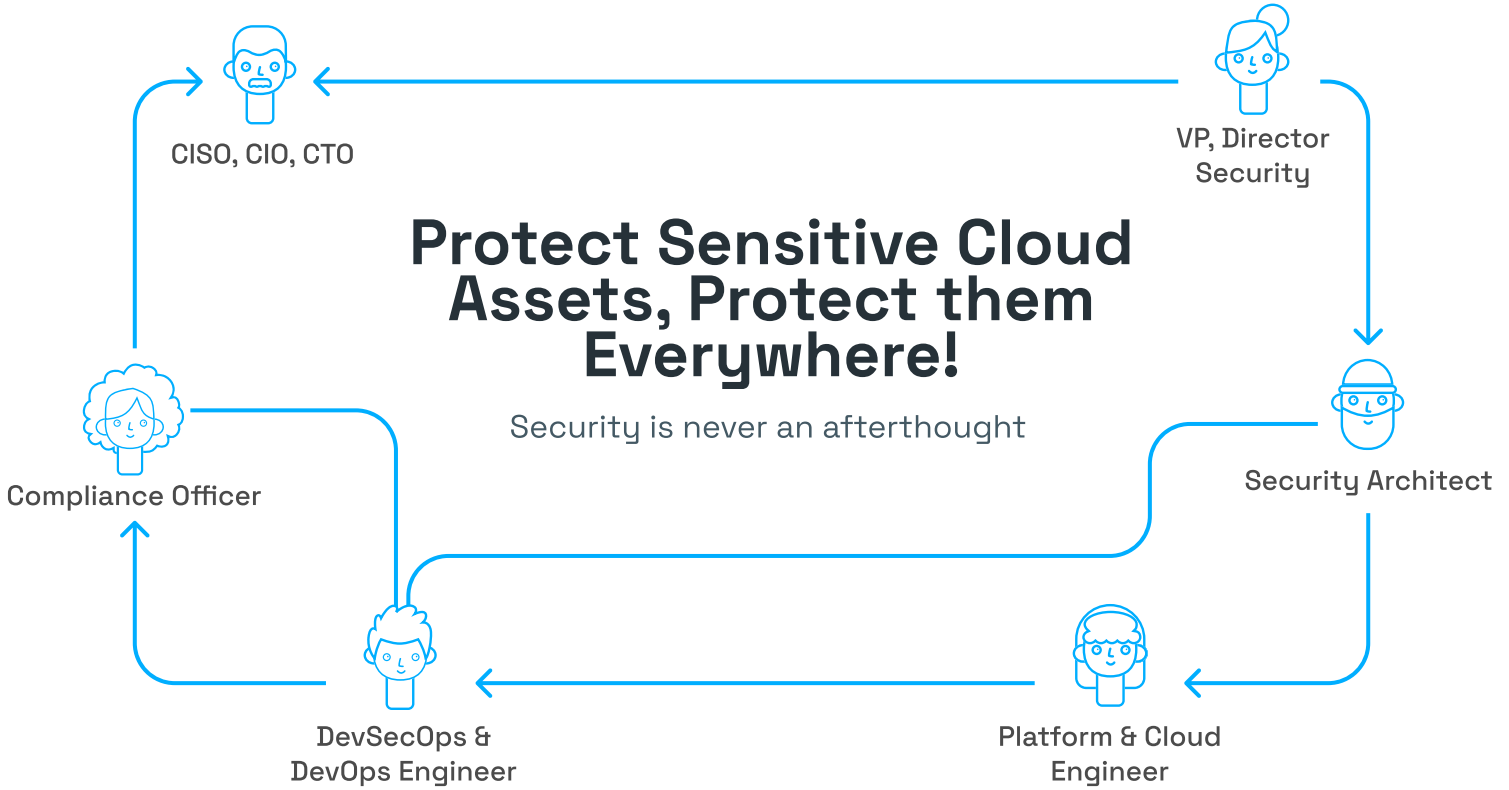 CISO, CIO, CTO
VP, Director
Security
Protect Sensitive Cloud
Assets, Protect them
Everywhere!
Security is never an afterthought
Compliance Officer
Security Architect
DevSecOps &
DevOps Engineer
Platform & Cloud
Engineer